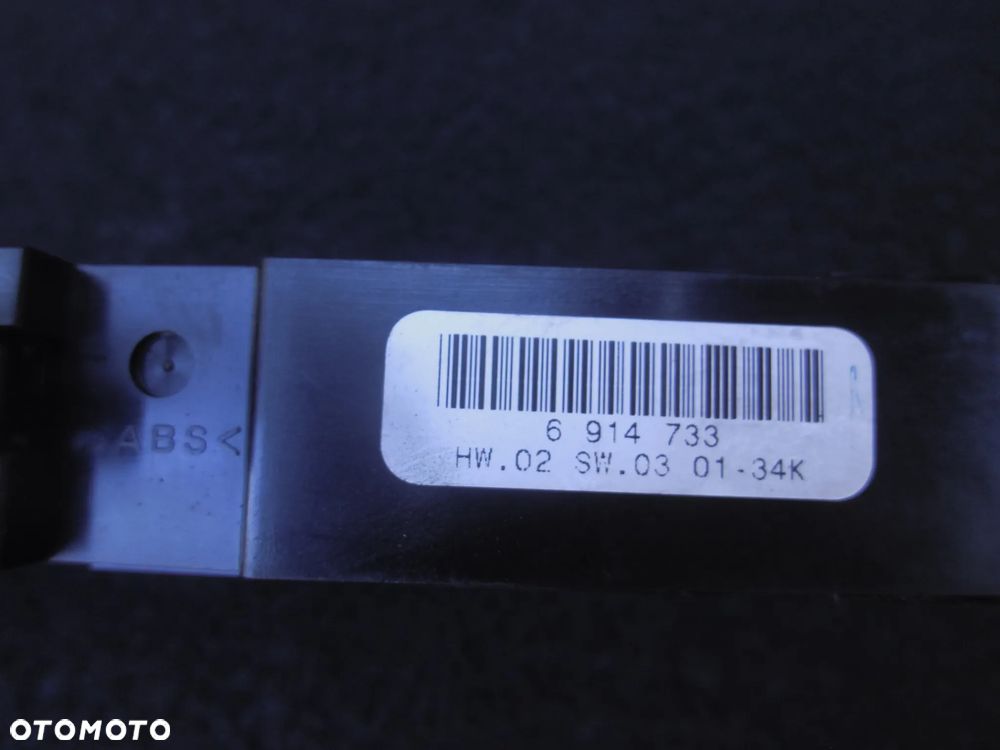 ABS<
6 914 733
HW.02 SW.03 01-34K
OTOMOTO